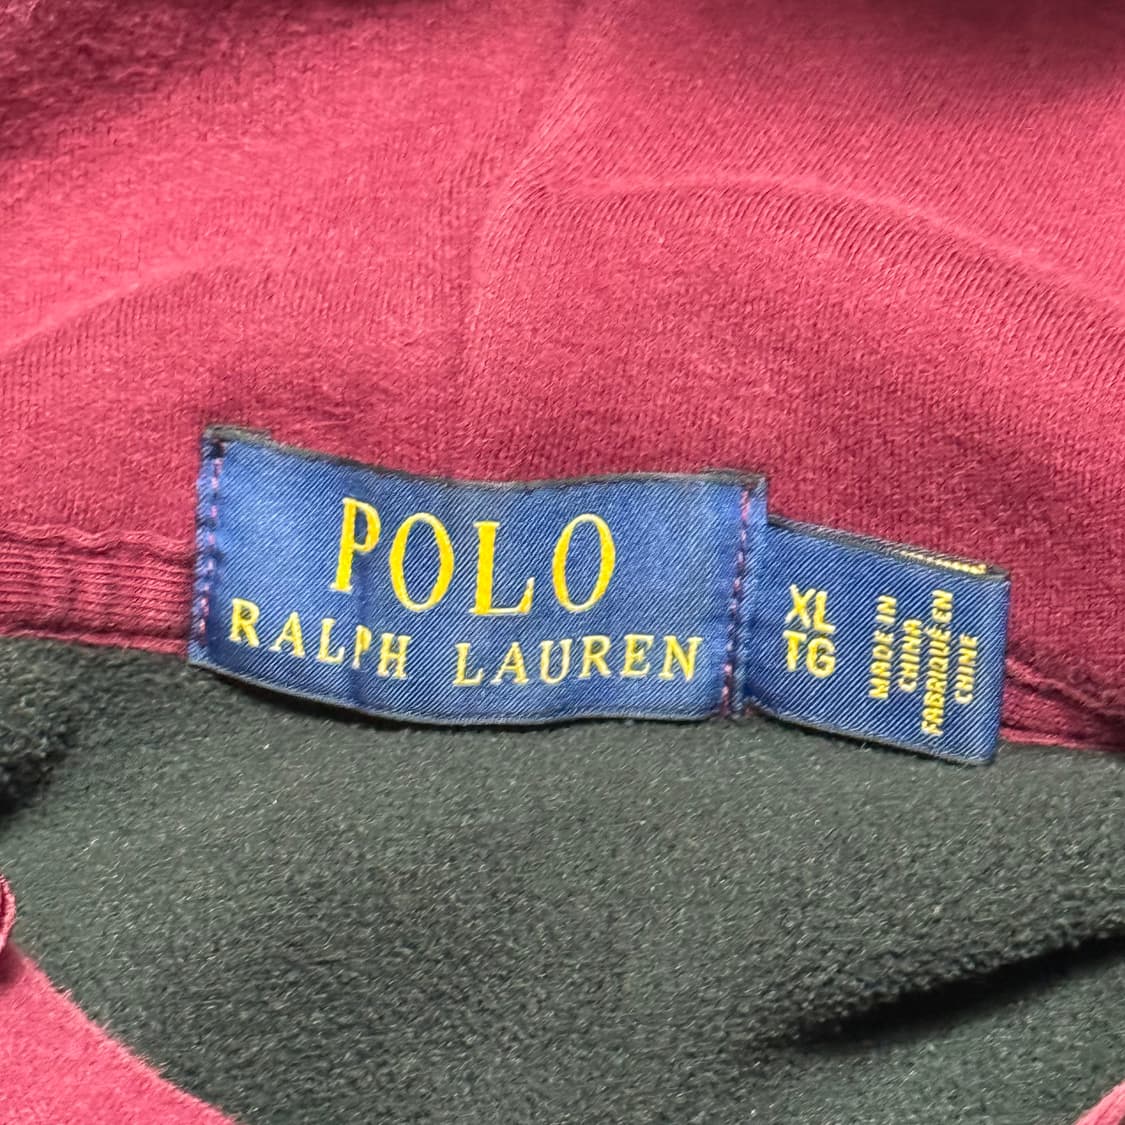 POLO
RALPH LAUREN
XL
TG
MADE IN
CHINA
FABRIQUÉ EN
CHINE